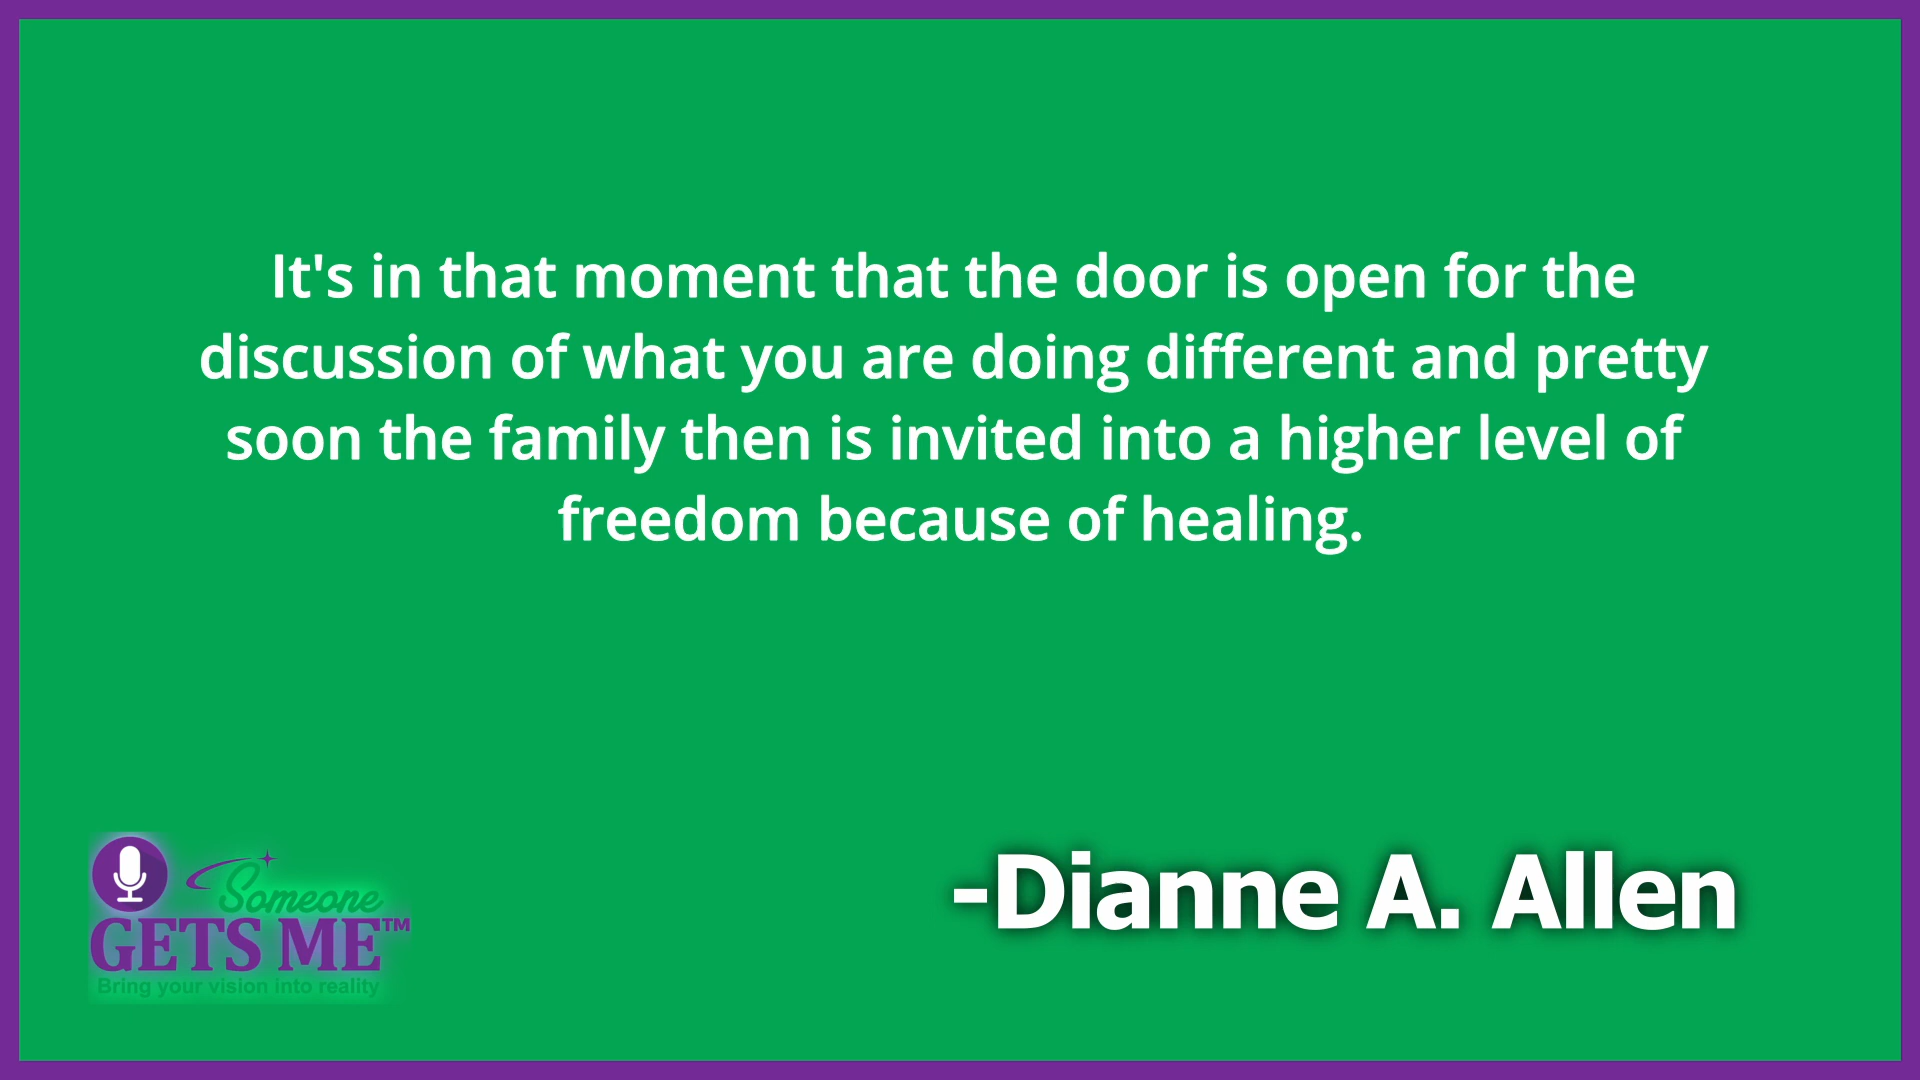 It's in that moment that the door is open for the
discussion of what you are doing different and pretty
soon the family then is invited into a higher level of
freedom because of healing.
-Dianne A. Allen
Someone
GETS ME™
Bring your vision into reality